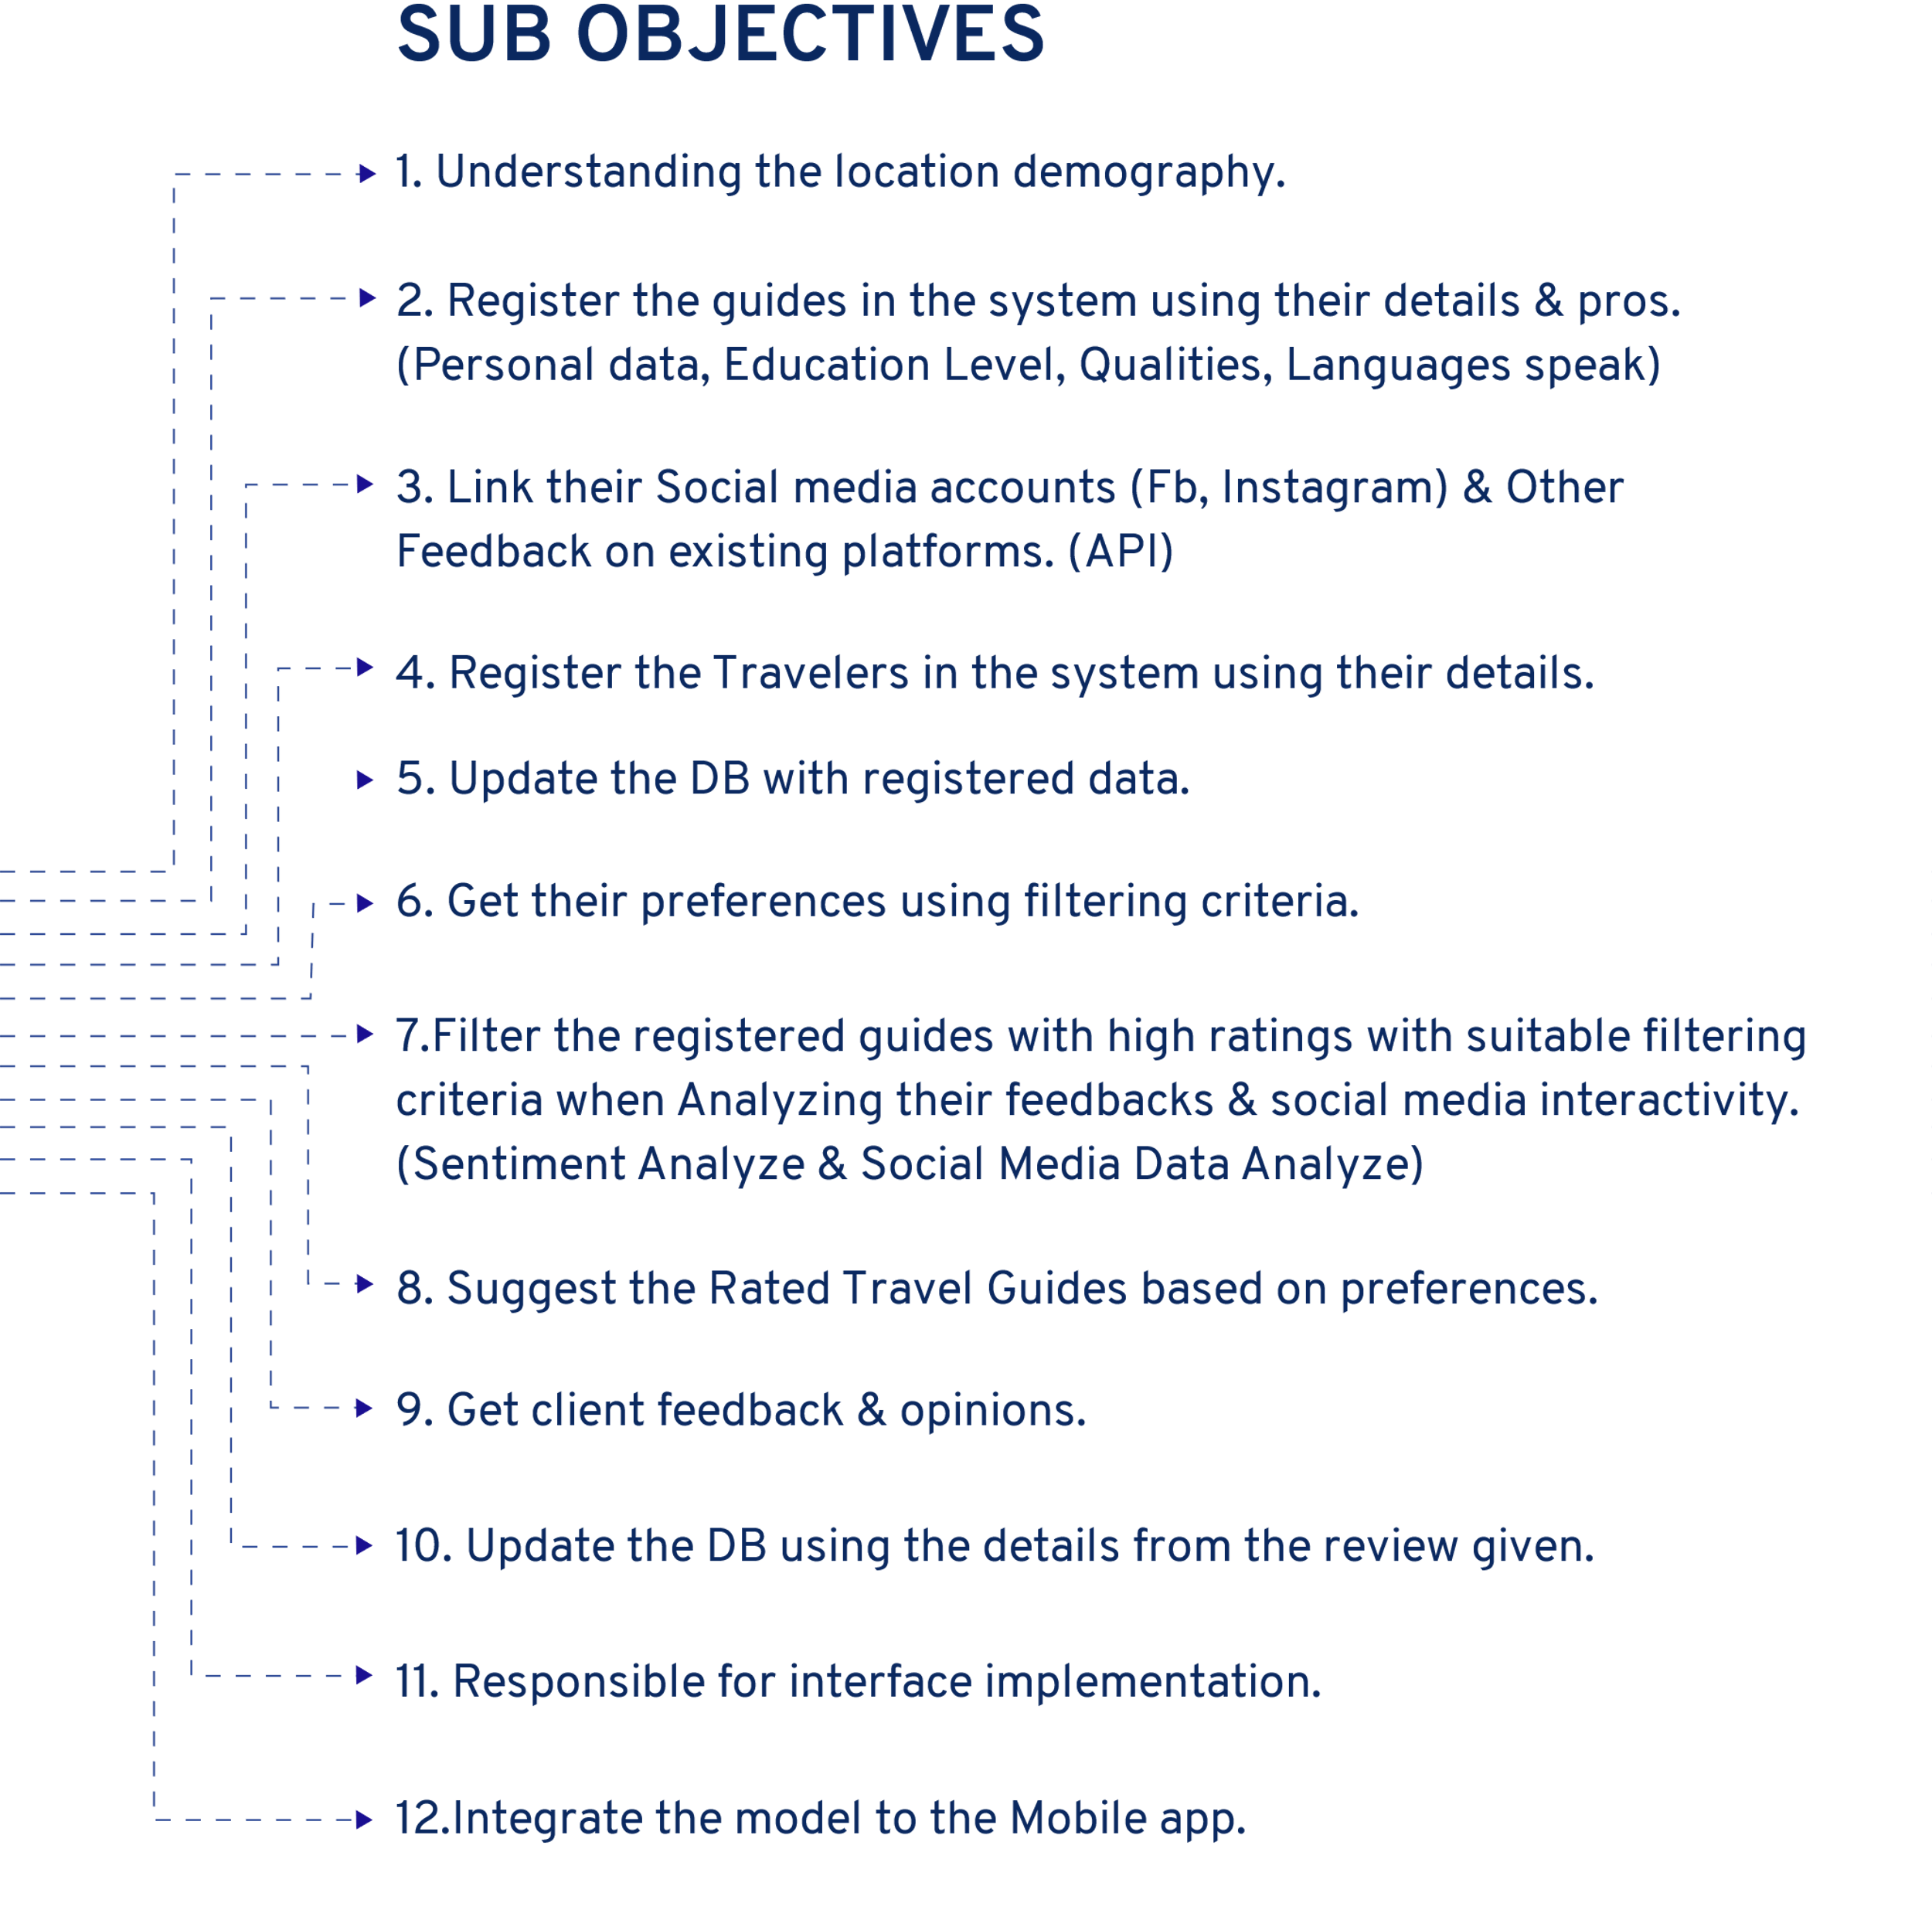 SUB OBJECTIVES
1. Understanding the location demography.
2. Register the guides in the system using their details & pros.
(Personal data, Education Level, Qualities, Languages speak)
3. Link their Social media accounts (Fb, Instagram) & Other
Feedback on existing platforms. (API)
4. Register the Travelers in the system using their details.
5. Update the DB with registered data.
6. Get their preferences using filtering criteria.
7.Filter the registered guides with high ratings with suitable filtering
criteria when Analyzing their feedbacks & social media interactivity.
(Sentiment Analyze & Social Media Data Analyze)
8. Suggest the Rated Travel Guides based on preferences.
9. Get client feedback & opinions.
10. Update the DB using the details from the review given.
11. Responsible for interface implementation.
12.Integrate the model to the Mobile app.